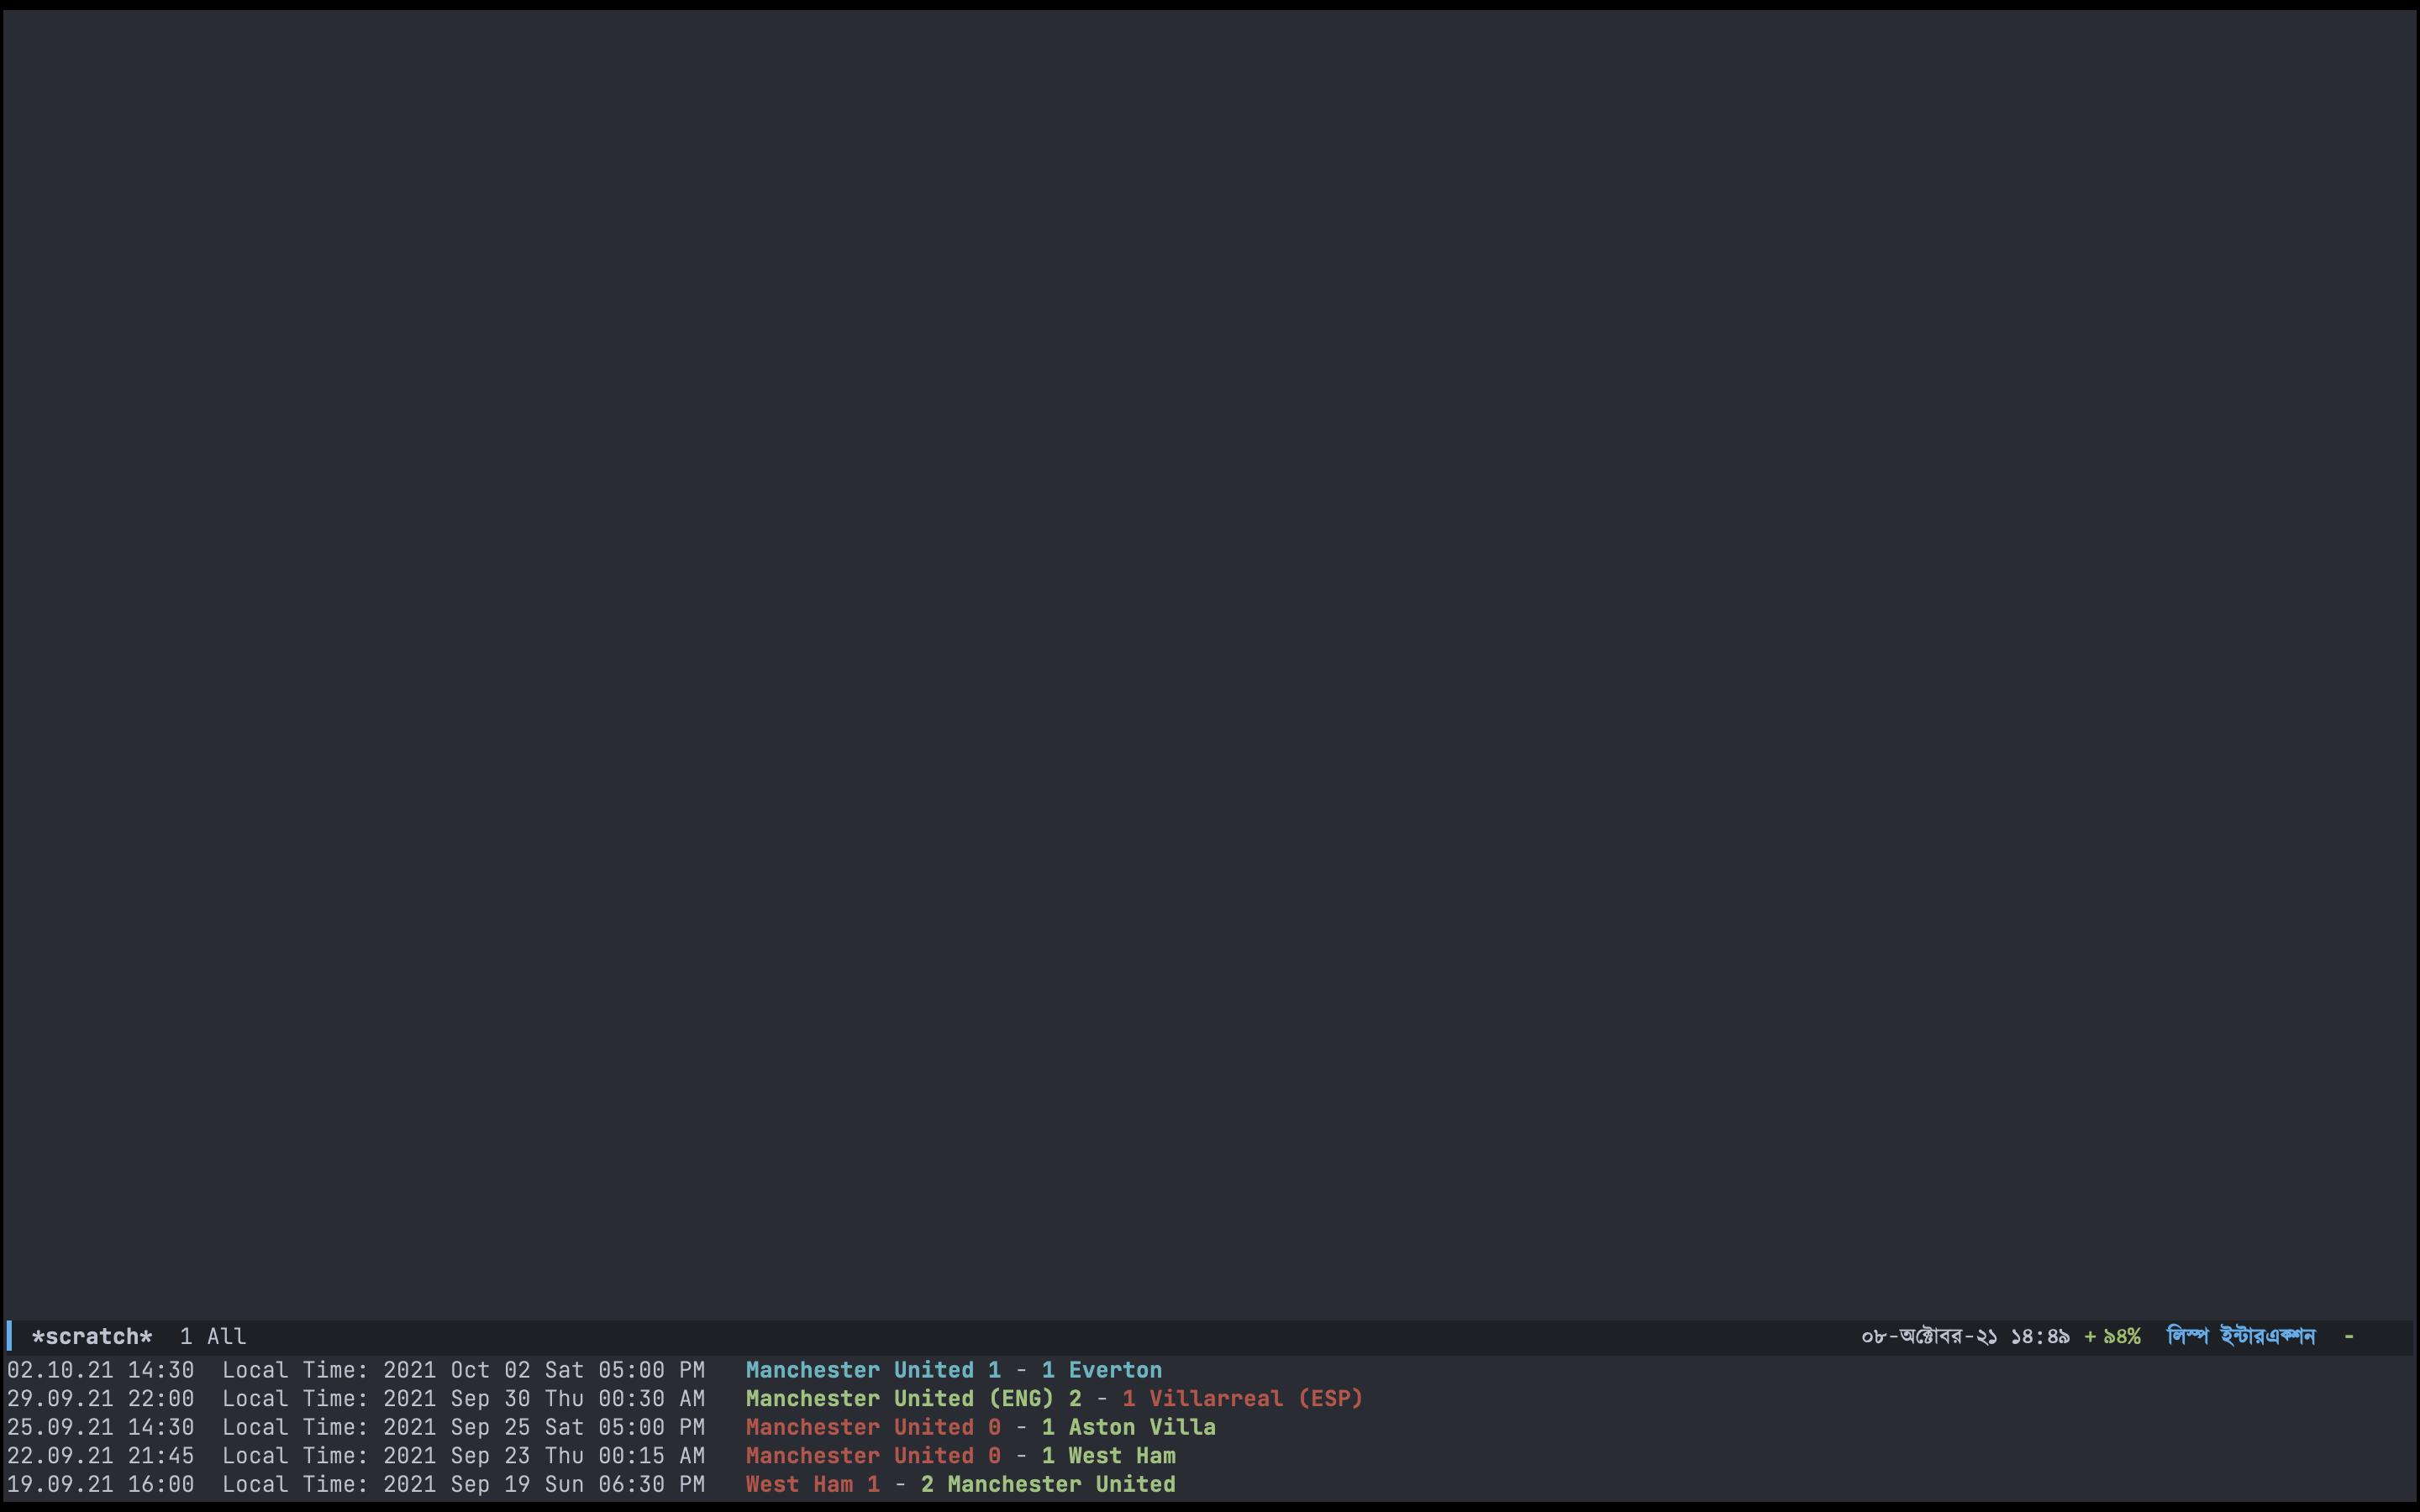 *scratch*  1 All ০৮-অক্টোবর-২১ ১৪:৪৯ +৯৪% লিস্প ইন্টারএকশন -
02.10.21 14:30  Local Time: 2021 Oct 02 Sat 05:00 PM   Manchester United 1 - 1 Everton
29.09.21 22:00  Local Time: 2021 Sep 30 Thu 00:30 AM   Manchester United (ENG) 2 - 1 Villarreal (ESP)
25.09.21 14:30  Local Time: 2021 Sep 25 Sat 05:00 PM   Manchester United 0 - 1 Aston Villa
22.09.21 21:45  Local Time: 2021 Sep 23 Thu 00:15 AM   Manchester United 0 - 1 West Ham
19.09.21 16:00  Local Time: 2021 Sep 19 Sun 06:30 PM   West Ham 1 - 2 Manchester United